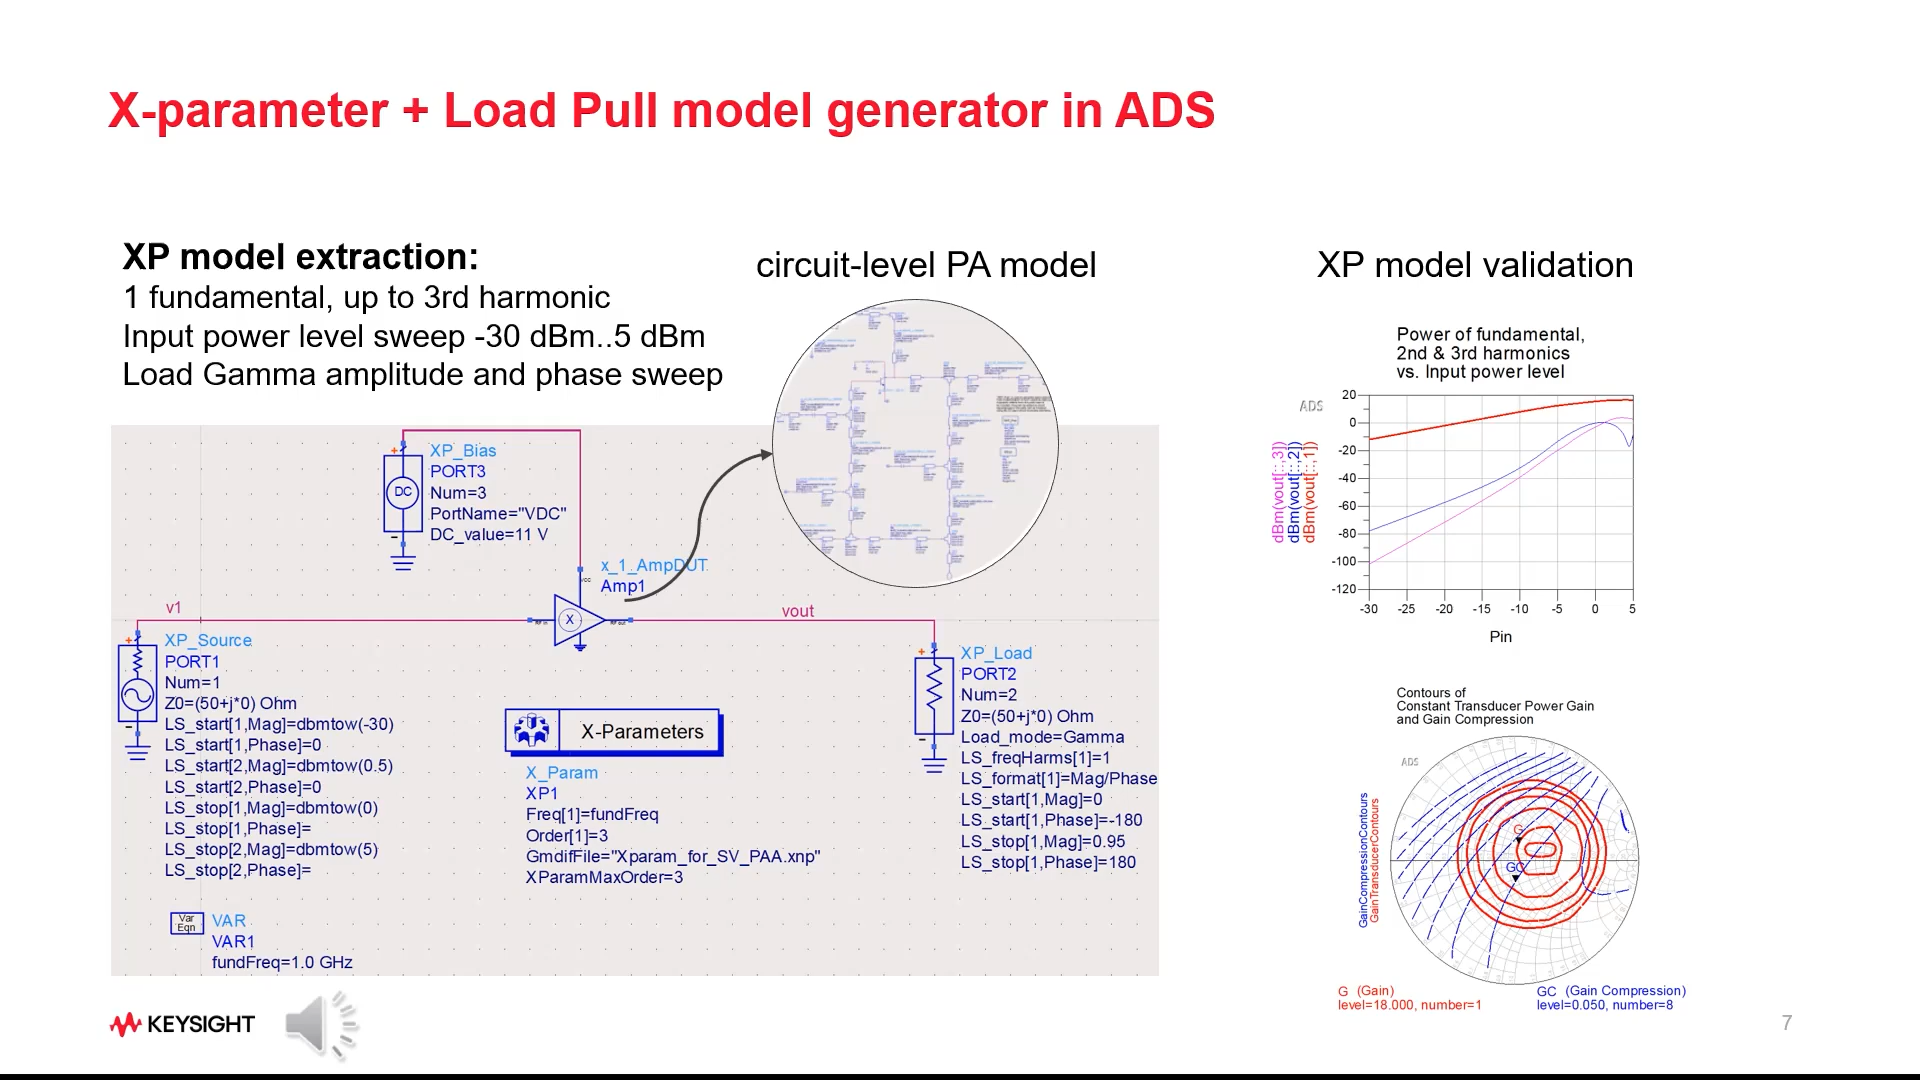 X-parameter + Load Pull model generator in ADS
XP model extraction:
1 fundamental, up to 3rd harmonic
Input power level sweep -30 dBm..5 dBm
Load Gamma amplitude and phase sweep
circuit-level PA model
XP model validation
XP_Bias
PORT3
Num=3
PortName="VDC"
DC_value=11 V
DC
+
-
x_1_AmpDUT
Amp1
vcc
X
RF in
RF out
v1
vout
XP_Source
PORT1
Num=1
Z0=(50+j*0) Ohm
LS_start[1,Mag]=dbmtow(-30)
LS_start[1,Phase]=0
LS_start[2,Mag]=dbmtow(0.5)
LS_start[2,Phase]=0
LS_stop[1,Mag]=dbmtow(0)
LS_stop[1,Phase]=
LS_stop[2,Mag]=dbmtow(5)
LS_stop[2,Phase]=
+
-
X-Parameters
X_Param
XP1
Freq[1]=fundFreq
Order[1]=3
GmdifFile="Xparam_for_SV_PAA.xnp"
XParamMaxOrder=3
XP_Load
PORT2
Num=2
Z0=(50+j*0) Ohm
Load_mode=Gamma
LS_freqHarms[1]=1
LS_format[1]=Mag/Phase
LS_start[1,Mag]=0
LS_start[1,Phase]=-180
LS_stop[1,Mag]=0.95
LS_stop[1,Phase]=180
+
-
Var
Eqn
VAR
VAR1
fundFreq=1.0 GHz
Power of fundamental,
2nd & 3rd harmonics
vs. Input power level
ADS
dBm(vout[::,3])
dBm(vout[::,2])
dBm(vout[::,1])
20
0
-20
-40
-60
-80
-100
-120
-30 -25 -20 -15 -10 -5 0 5
Pin
Contours of
Constant Transducer Power Gain
and Gain Compression
ADS
GainCompressionContours
GainTransducerContours
G
GC
G (Gain)
level=18.000, number=1
GC (Gain Compression)
level=0.050, number=8
KEYSIGHT
7